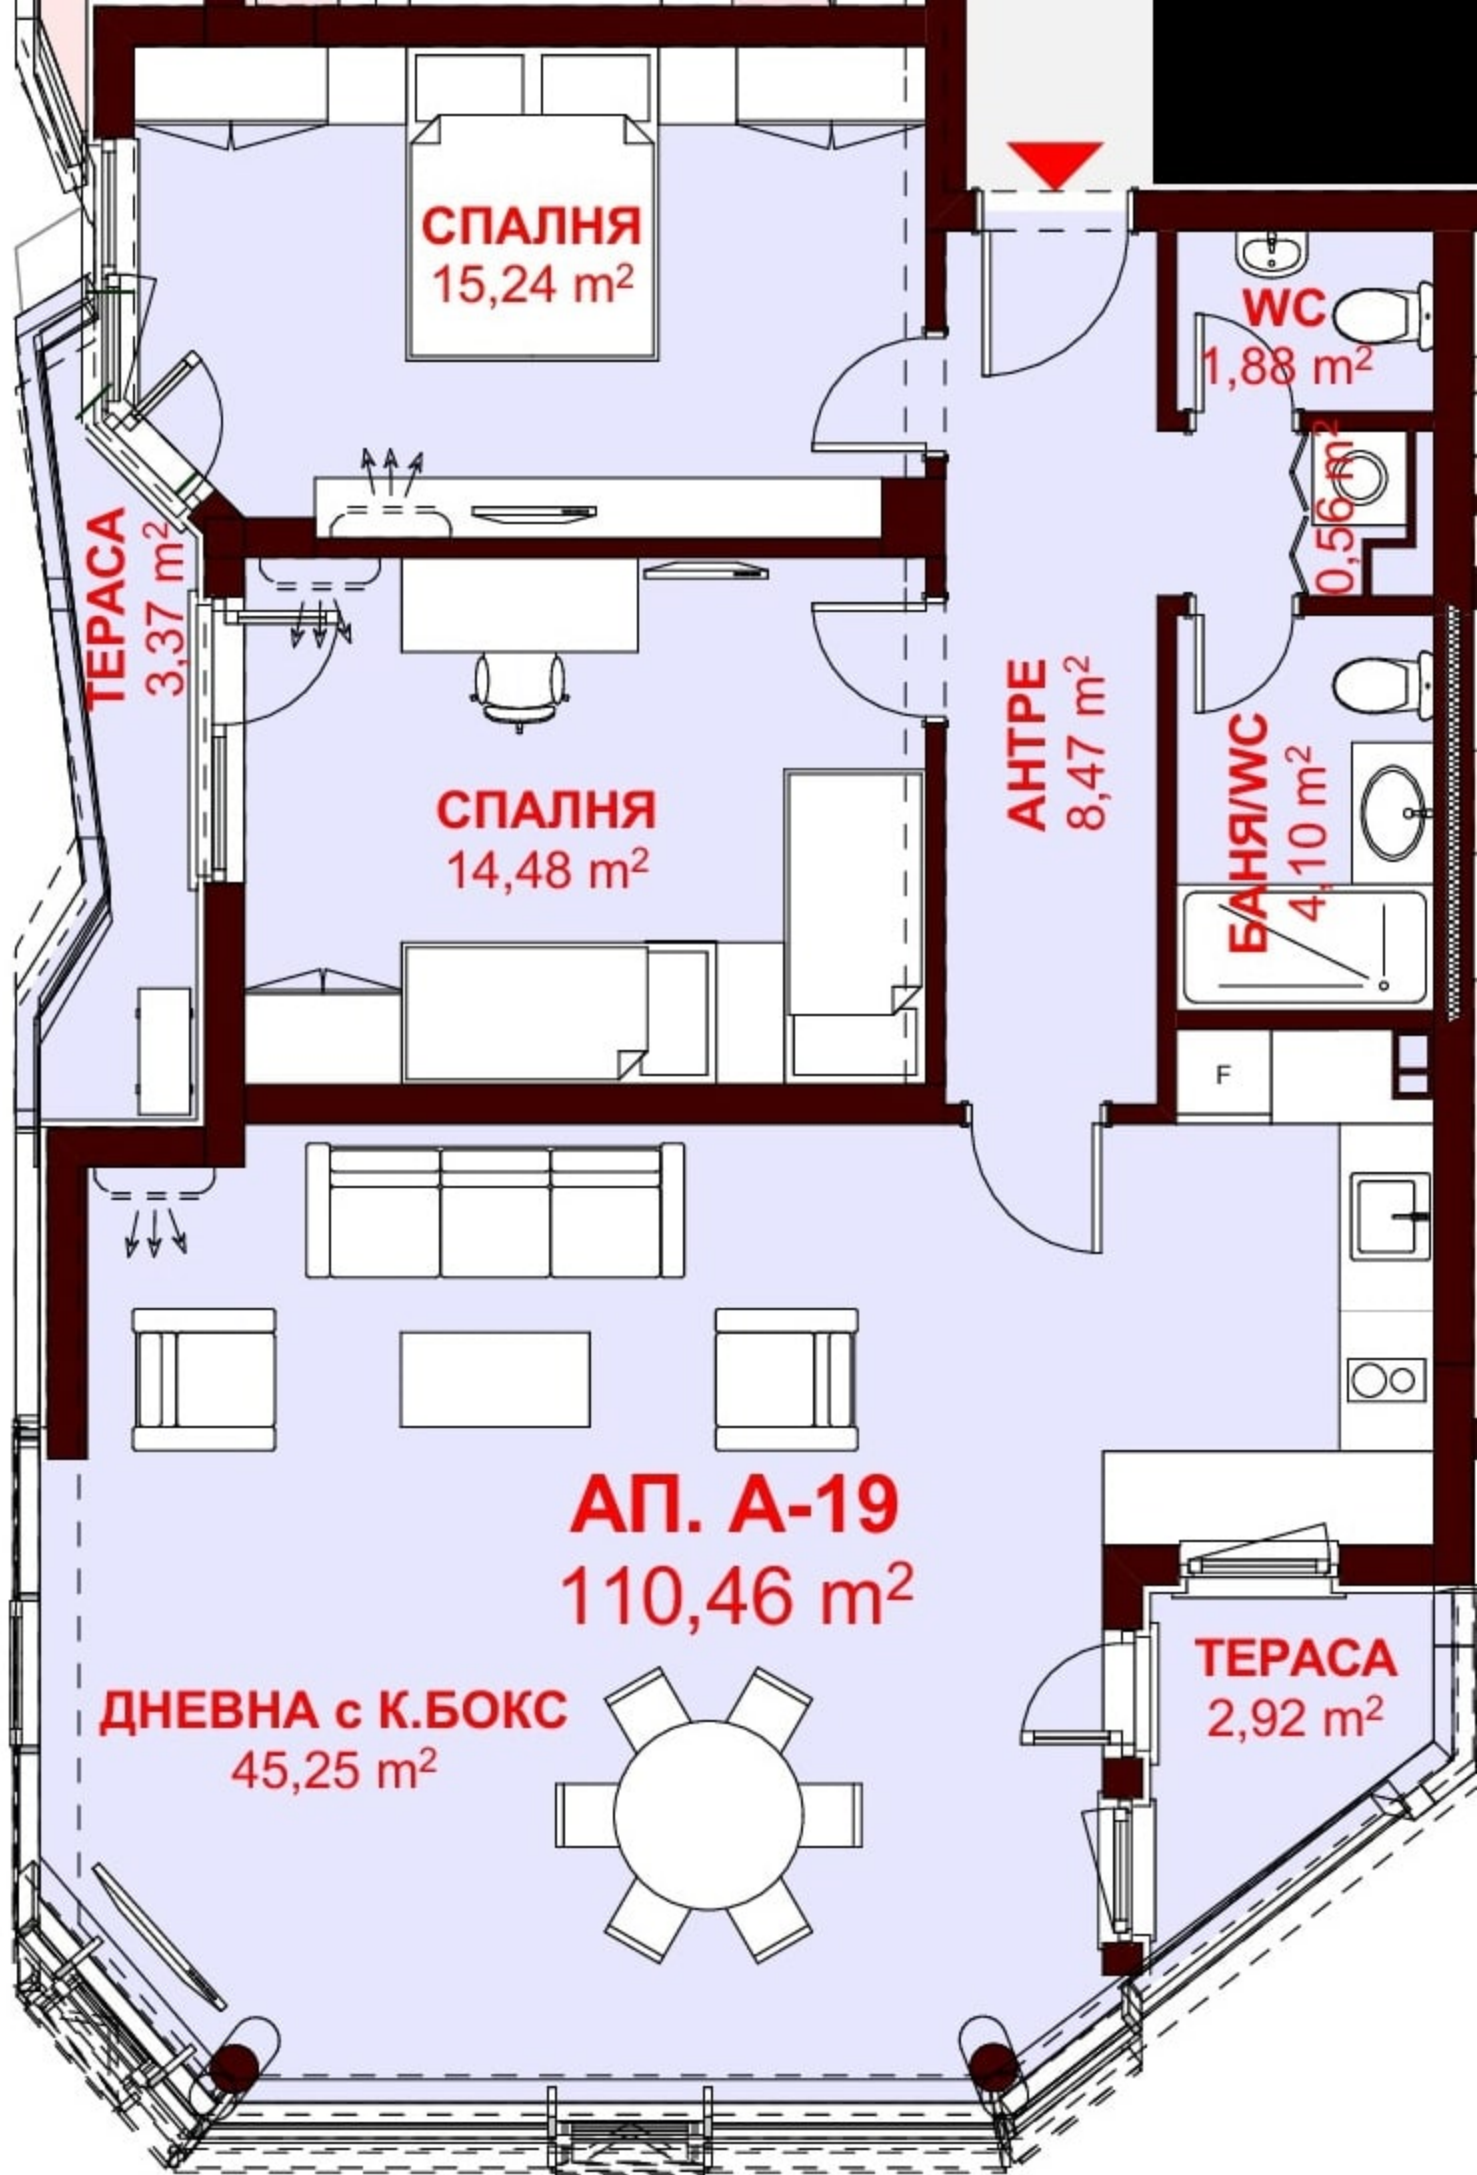 СПАЛНЯ
15,24 m²
WC
1,88 m²
0,56 m²
ТЕРАСА
3,37 m²
АНТРЕ
8,47 m²
БАНЯ/WC
4,10 m²
СПАЛНЯ
14,48 m²
F
АП. А-19
110,46 m²
ДНЕВНА с К.БОКС
45,25 m²
ТЕРАСА
2,92 m²